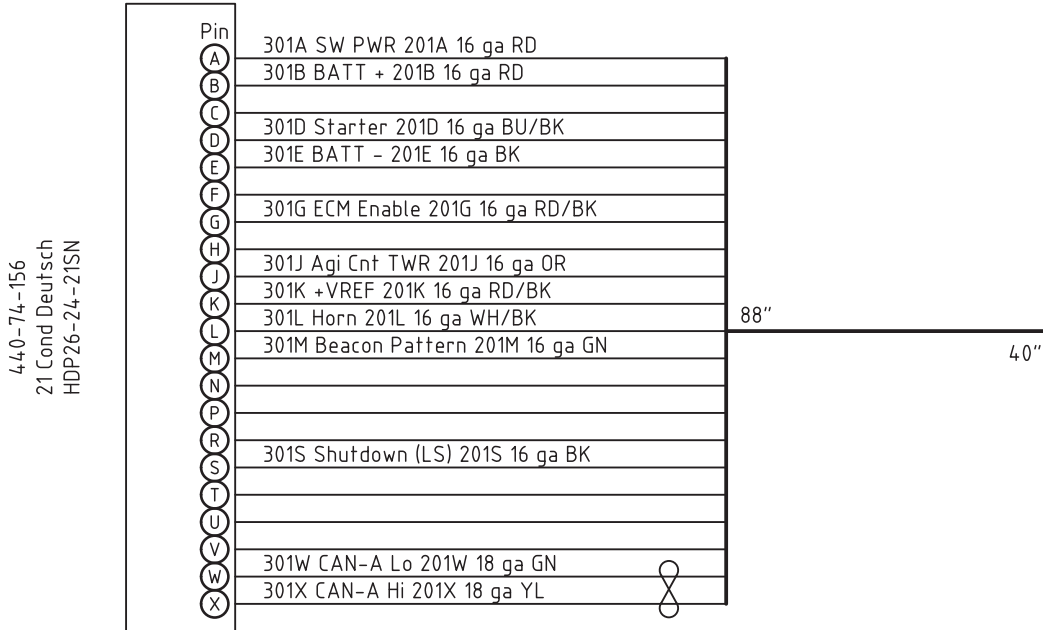 440-74-156
21 Cond Deutsch
HDP26-24-21SN
Pin
A 301A SW PWR 201A 16 ga RD
B 301B BATT + 201B 16 ga RD
C
D 301D Starter 201D 16 ga BU/BK
E 301E BATT - 201E 16 ga BK
F
G 301G ECM Enable 201G 16 ga RD/BK
H
J 301J Agi Cnt TWR 201J 16 ga OR
K 301K +VREF 201K 16 ga RD/BK
L 301L Horn 201L 16 ga WH/BK
M 301M Beacon Pattern 201M 16 ga GN
N
P
R
S 301S Shutdown (LS) 201S 16 ga BK
T
U
V
W 301W CAN-A Lo 201W 18 ga GN
X 301X CAN-A Hi 201X 18 ga YL
88"
40"